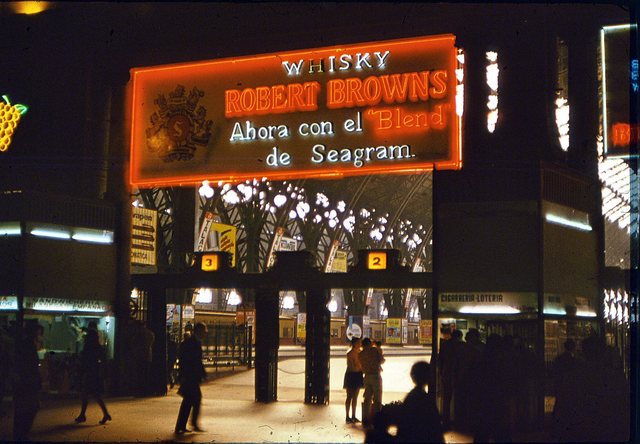 WHISKY
ROBERT BROWNS
Ahora con el "Blend"
de Seagram.
S
3
2
CIGARRERIA-LOTERIA